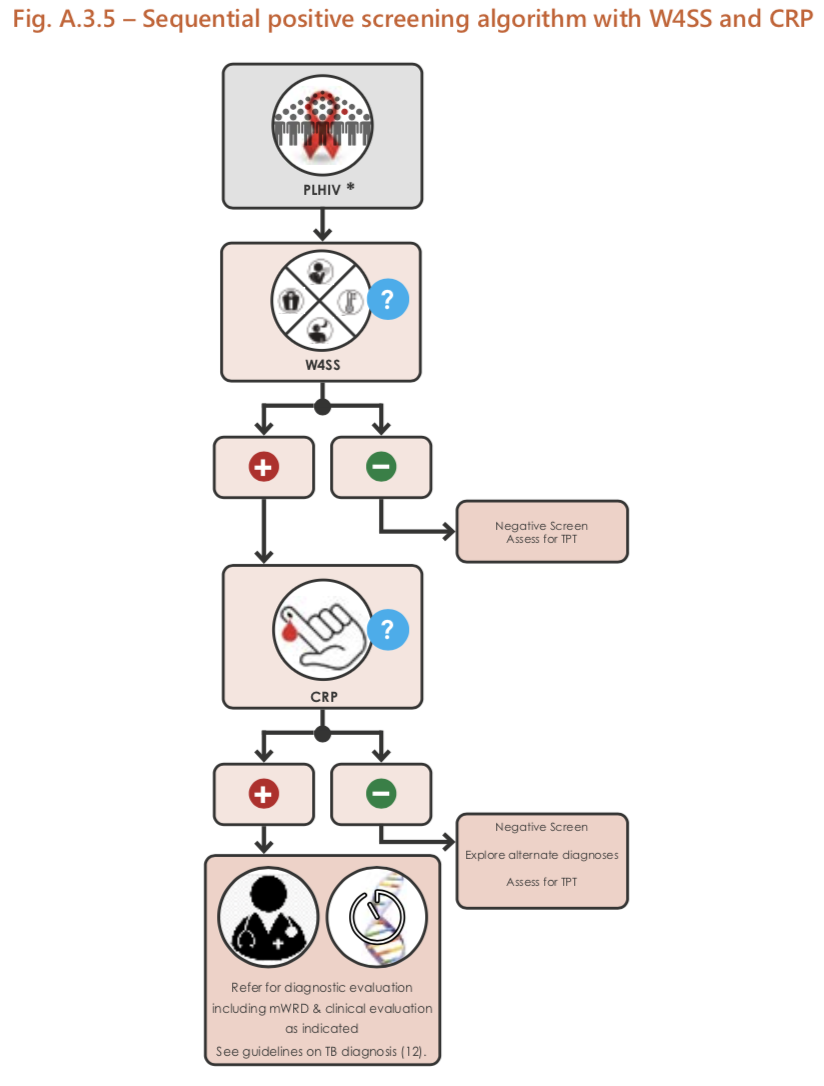 Fig. A.3.5 – Sequential positive screening algorithm with W4SS and CRP
PLHIV *
?
W4SS
+
−
Negative Screen
Assess for TPT
?
CRP
+
−
Negative Screen
Explore alternate diagnoses
Assess for TPT
Refer for diagnostic evaluation
including mWRD & clinical evaluation
as indicated
See guidelines on TB diagnosis (12).